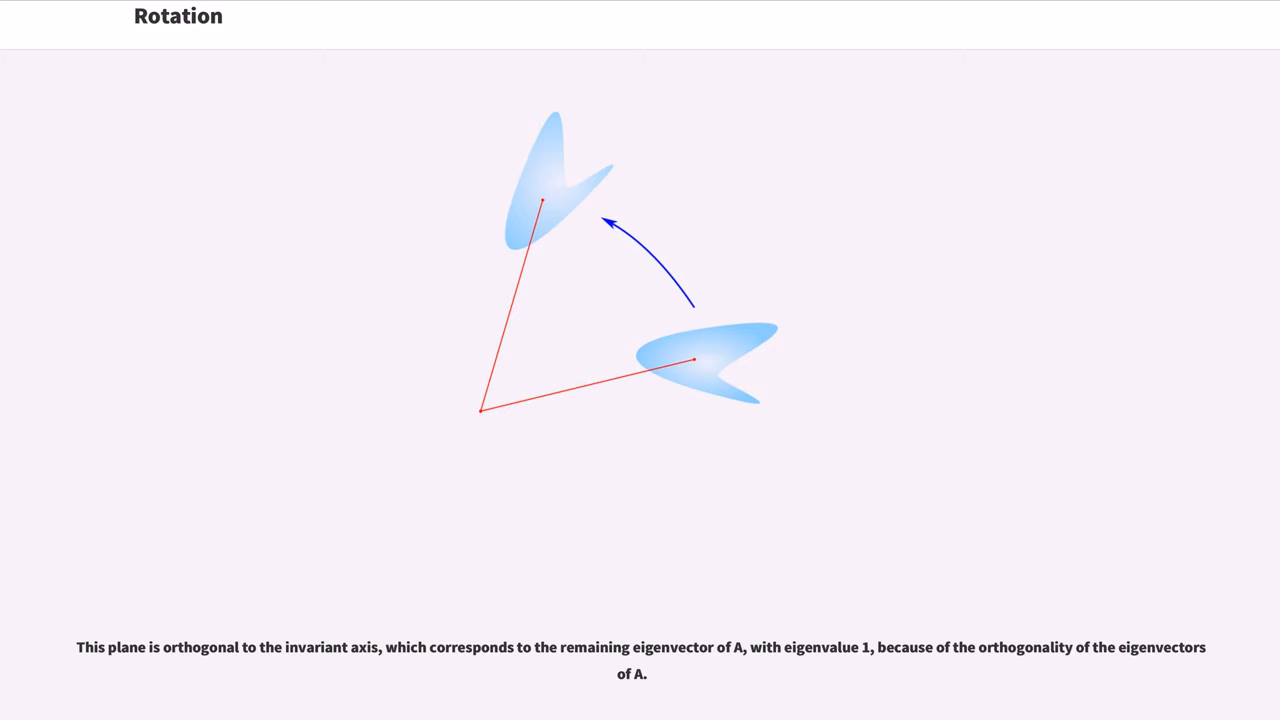 Rotation
This plane is orthogonal to the invariant axis, which corresponds to the remaining eigenvector of A, with eigenvalue 1, because of the orthogonality of the eigenvectors
of A.